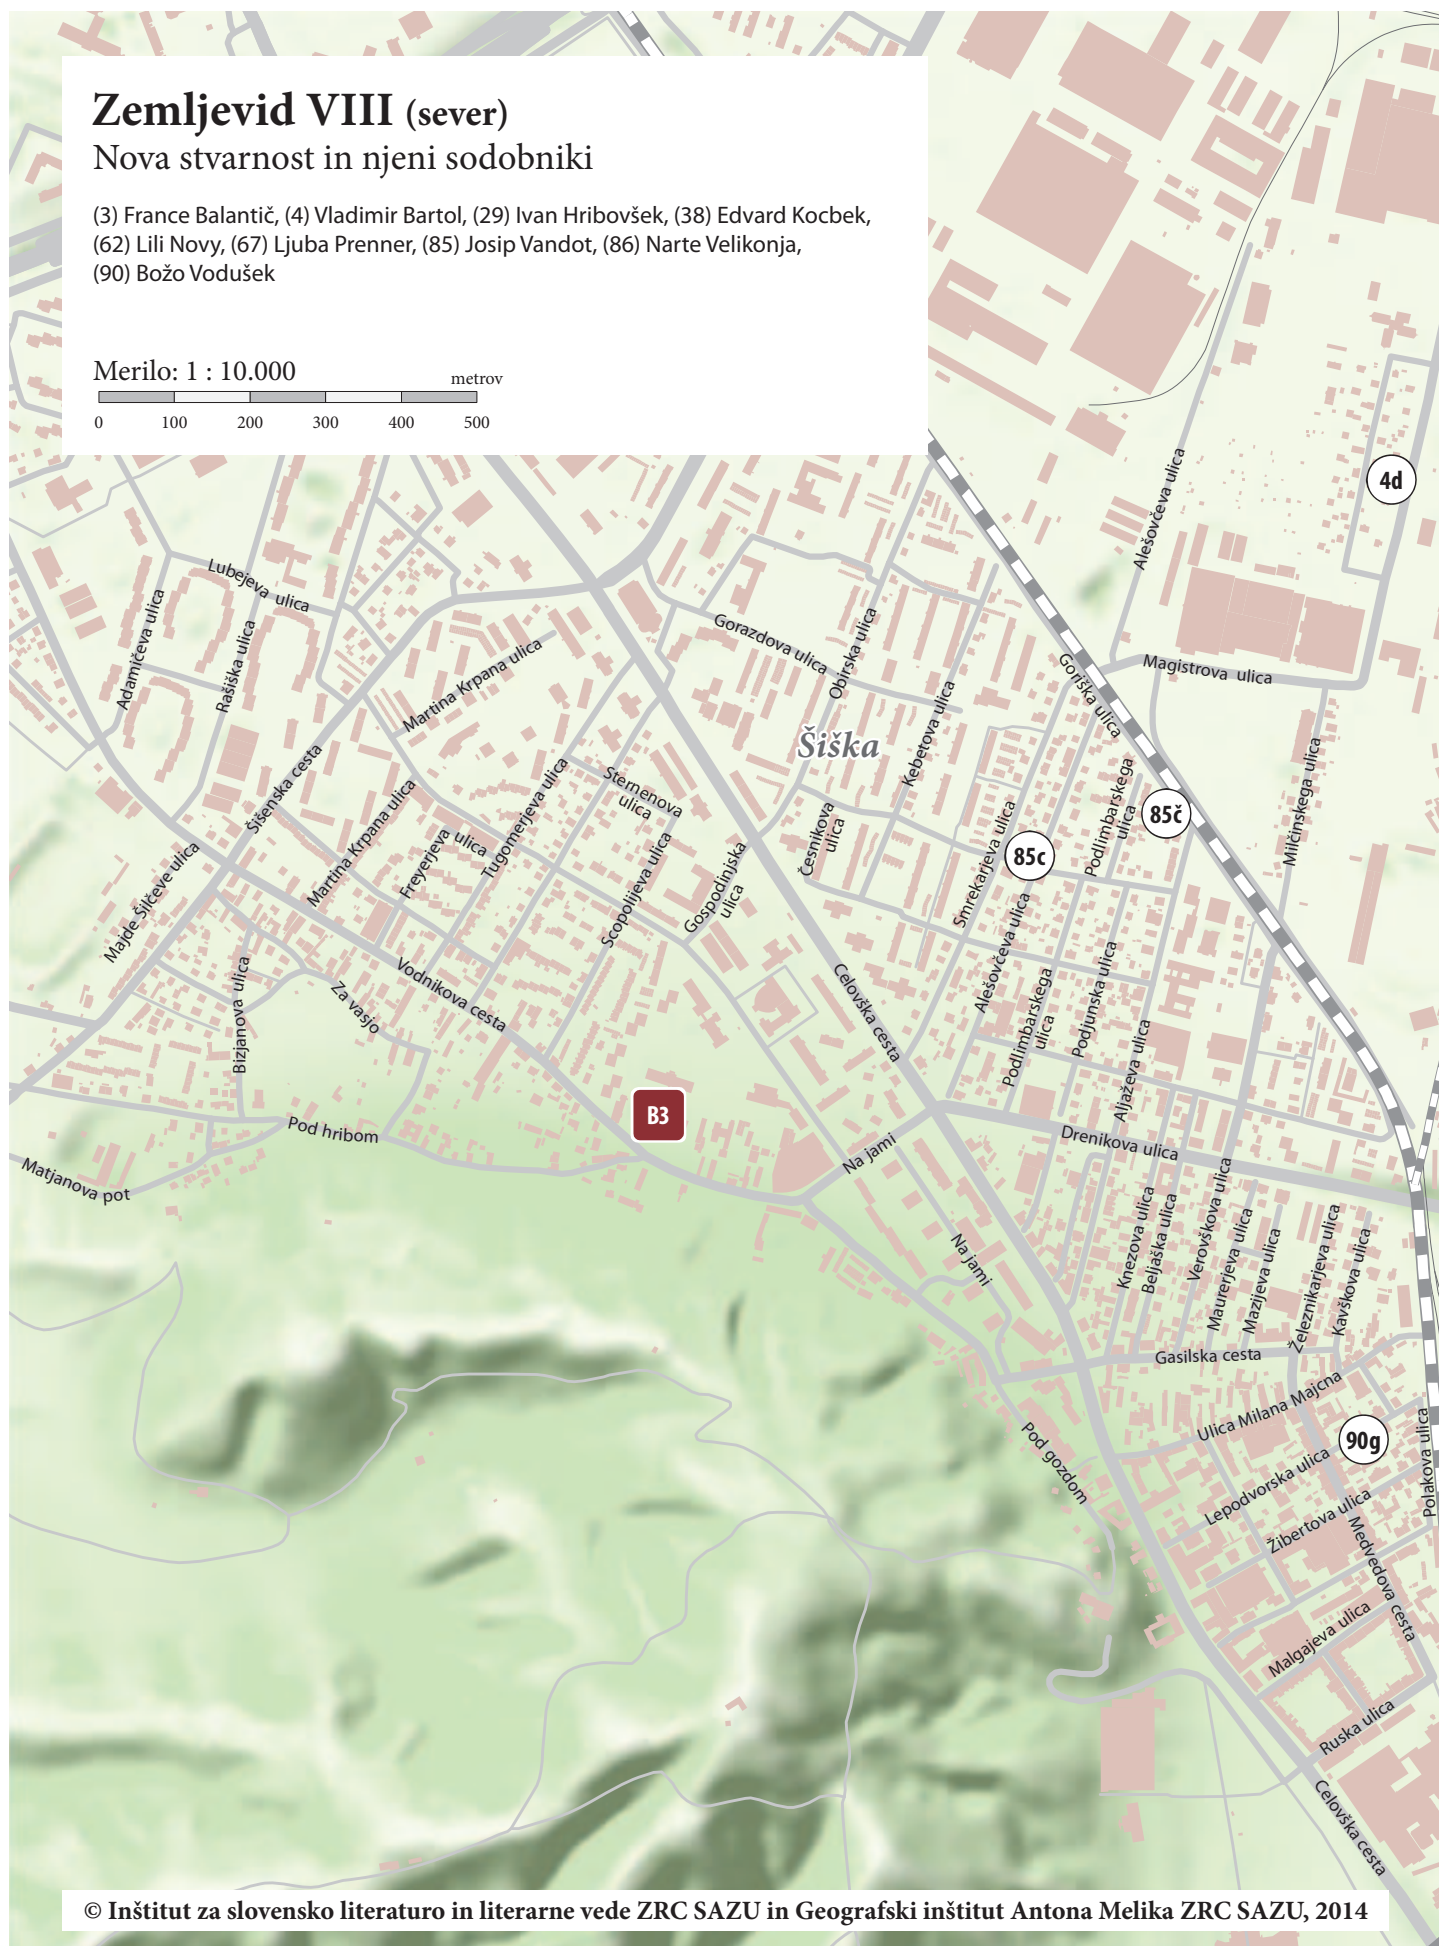 Zemljevid VIII (sever)
Nova stvarnost in njeni sodobniki
(3) France Balantič, (4) Vladimir Bartol, (29) Ivan Hribovšek, (38) Edvard Kocbek,
(62) Lili Novy, (67) Ljuba Prenner, (85) Josip Vandot, (86) Narte Velikonja,
(90) Božo Vodušek
Merilo: 1 : 10.000
metrov
0 100 200 300 400 500
4d
Alešovčeva ulica
Lubejeva ulica
Adamičeva ulica
Rašiška ulica
Martina Krpana ulica
Gorazdova ulica
Obirska ulica
Goriška ulica
Magistrova ulica
Šiška
Kebetova ulica
Šišenska cesta
Martina Krpana ulica
Freyerjeva ulica
Tugomerjeva ulica
Sternenova
ulica
Scopolijeva ulica
Gospodinjska
ulica
Česnikova
ulica
Smrekarjeva ulica
85c
Podlimbarskega
ulica
85č
Milčinskega ulica
Majde Šilčeve ulica
Bizjanova ulica
Za vasjo
Vodnikova cesta
Celovška cesta
Alešovčeva ulica
Podlimbarskega
ulica
Podjunska ulica
Aljaževa ulica
B3
Pod hribom
Matjanova pot
Na jami
Drenikova ulica
Na jami
Knezova ulica
Beljaška ulica
Verovškova ulica
Maurerjeva ulica
Mazijeva ulica
Železnikarjeva ulica
Kavškova ulica
Gasilska cesta
Ulica Milana Majcna
90g
Polakova ulica
Pod gozdom
Lepodvorska ulica
Žibertova ulica
Medvedova cesta
Malgajeva ulica
Ruska ulica
Celovška cesta
© Inštitut za slovensko literaturo in literarne vede ZRC SAZU in Geografski inštitut Antona Melika ZRC SAZU, 2014